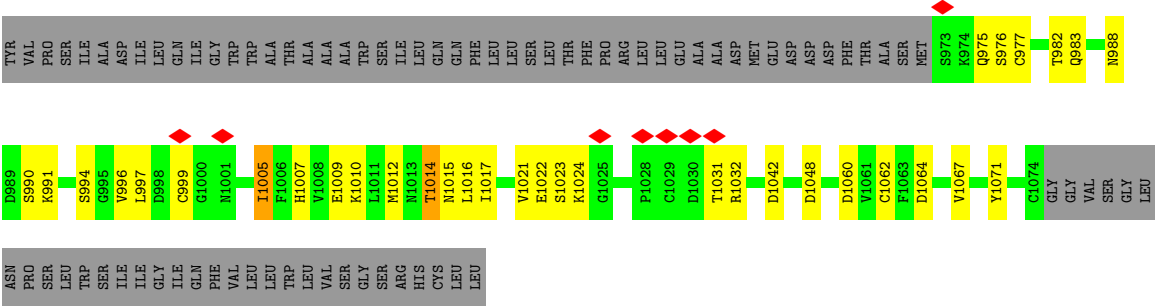 TYR VAL PRO SER ILE ALA ASP ILE LEU GLN ILE GLY TRP TRP ALA THR ALA ALA ALA ALA TRP SER ILE LEU GLN GLN PHE LEU LEU SER LEU LEU THR PHE PRO ARG LEU LEU GLU ALA ALA ASP MET GLU ASP ASP ASP PHE THR ALA SER MET S973 K974 Q975 S976 C977 T982 Q983 N988
D989 S990 K991 S994 G995 V996 L997 D998 C999 G1000 N1001 I1005 F1006 H1007 V1008 E1009 K1010 L1011 M1012 N1013 T1014 N1015 L1016 I1017 V1021 E1022 S1023 K1024 G1025 P1028 C1029 D1030 T1031 R1032 D1042 D1048 D1060 V1061 C1062 F1063 D1064 V1067 Y1071 C1074 GLY GLY VAL SER GLY LEU
ASN PRO SER LEU TRP SER ILE ILE GLY ILE GLN PHE VAL LEU LEU TRP LEU VAL SER GLY SER ARG HIS CYS LEU LEU